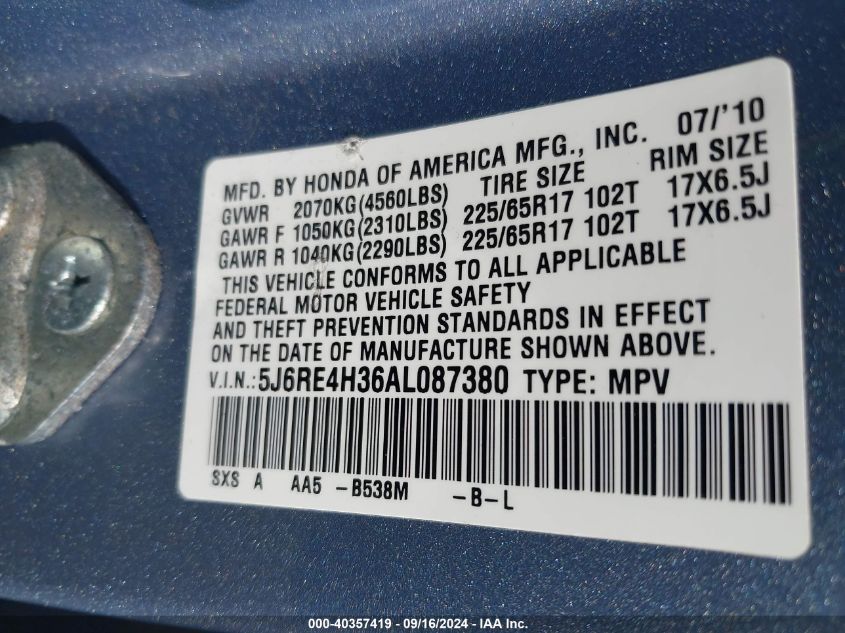 MFD. BY HONDA OF AMERICA MFG., INC. 07/'10
GVWR 2070KG(4560LBS) TIRE SIZE RIM SIZE
GAWR F 1050KG(2310LBS) 225/65R17 102T 17X6.5J
GAWR R 1040KG(2290LBS) 225/65R17 102T 17X6.5J
THIS VEHICLE CONFORMS TO ALL APPLICABLE
FEDERAL MOTOR VEHICLE SAFETY
AND THEFT PREVENTION STANDARDS IN EFFECT
ON THE DATE OF MANUFACTURE SHOWN ABOVE.
V.I.N.:5J6RE4H36AL087380 TYPE: MPV
SXS A AA5 -B538M -B-L
000-40357419 - 09/16/2024 - IAA Inc.